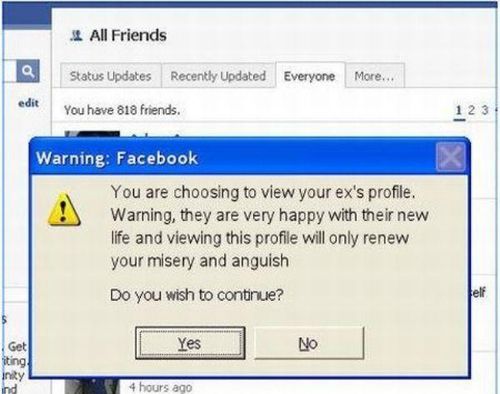 All Friends
Status Updates Recently Updated Everyone More...
edit
You have 818 friends.
1 2 3
Warning: Facebook
You are choosing to view your ex's profile.
Warning, they are very happy with their new
life and viewing this profile will only renew
your misery and anguish
Do you wish to continue?
Yes No
elf
s
. Get
iting.
inity
nd
4 hours ago